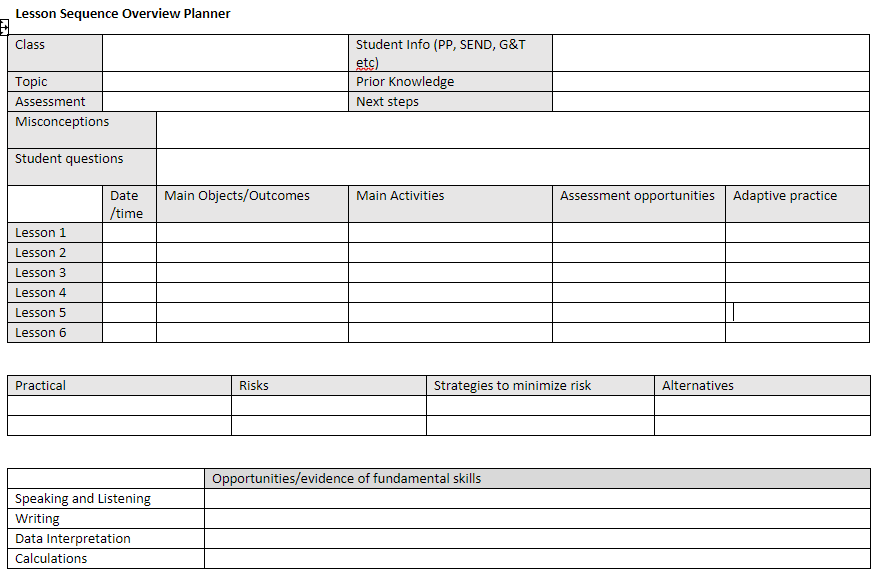 Lesson Sequence Overview Planner
Class
Student Info (PP, SEND, G&T
etc)
Topic
Prior Knowledge
Assessment
Next steps
Misconceptions
Student questions
Date
/time
Main Objects/Outcomes
Main Activities
Assessment opportunities
Adaptive practice
Lesson 1
Lesson 2
Lesson 3
Lesson 4
Lesson 5
Lesson 6
Practical
Risks
Strategies to minimize risk
Alternatives
Opportunities/evidence of fundamental skills
Speaking and Listening
Writing
Data Interpretation
Calculations